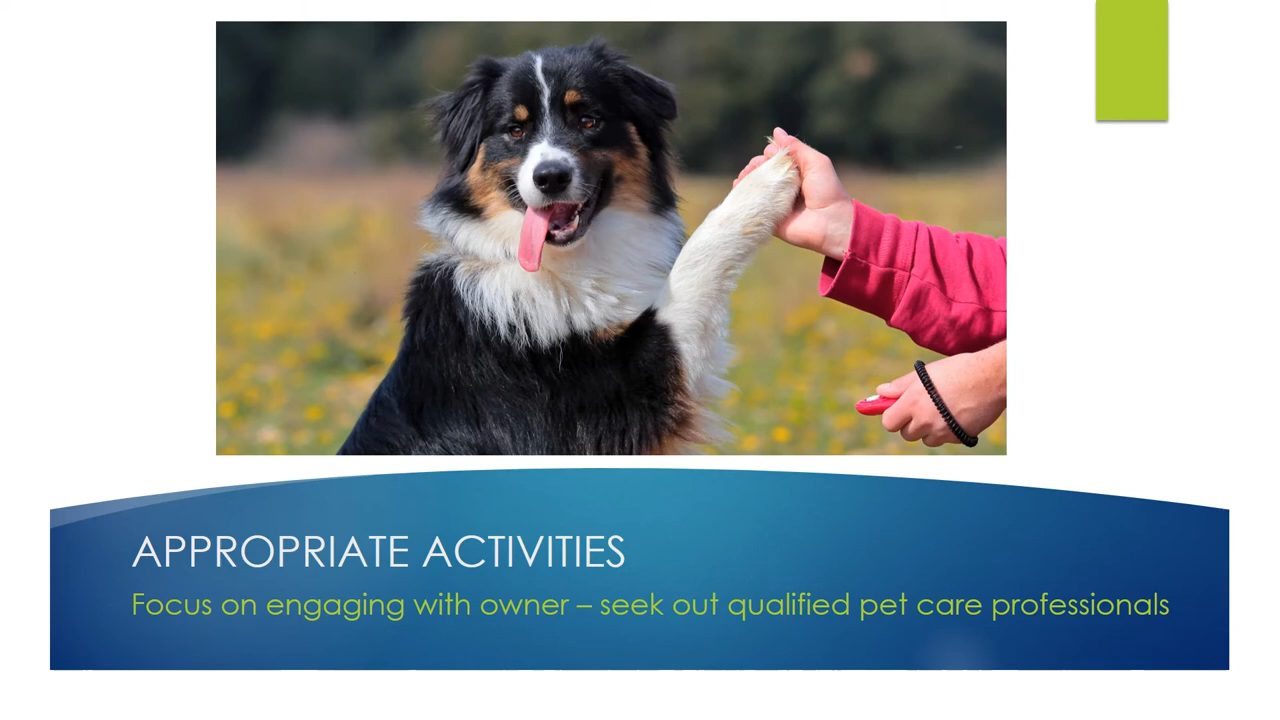 APPROPRIATE ACTIVITIES
Focus on engaging with owner – seek out qualified pet care professionals